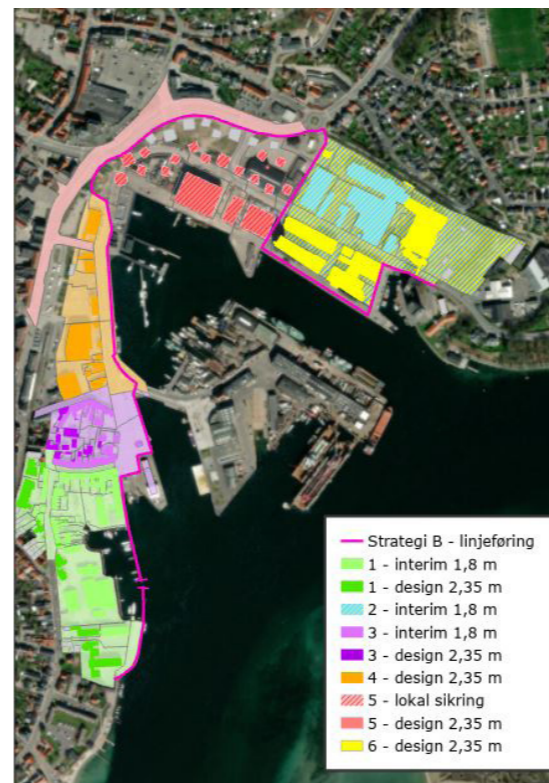 Strategi B - linjeføring
1 - interim 1,8 m
1 - design 2,35 m
2 - interim 1,8 m
3 - interim 1,8 m
3 - design 2,35 m
4 - design 2,35 m
5 - lokal sikring
5 - design 2,35 m
6 - design 2,35 m